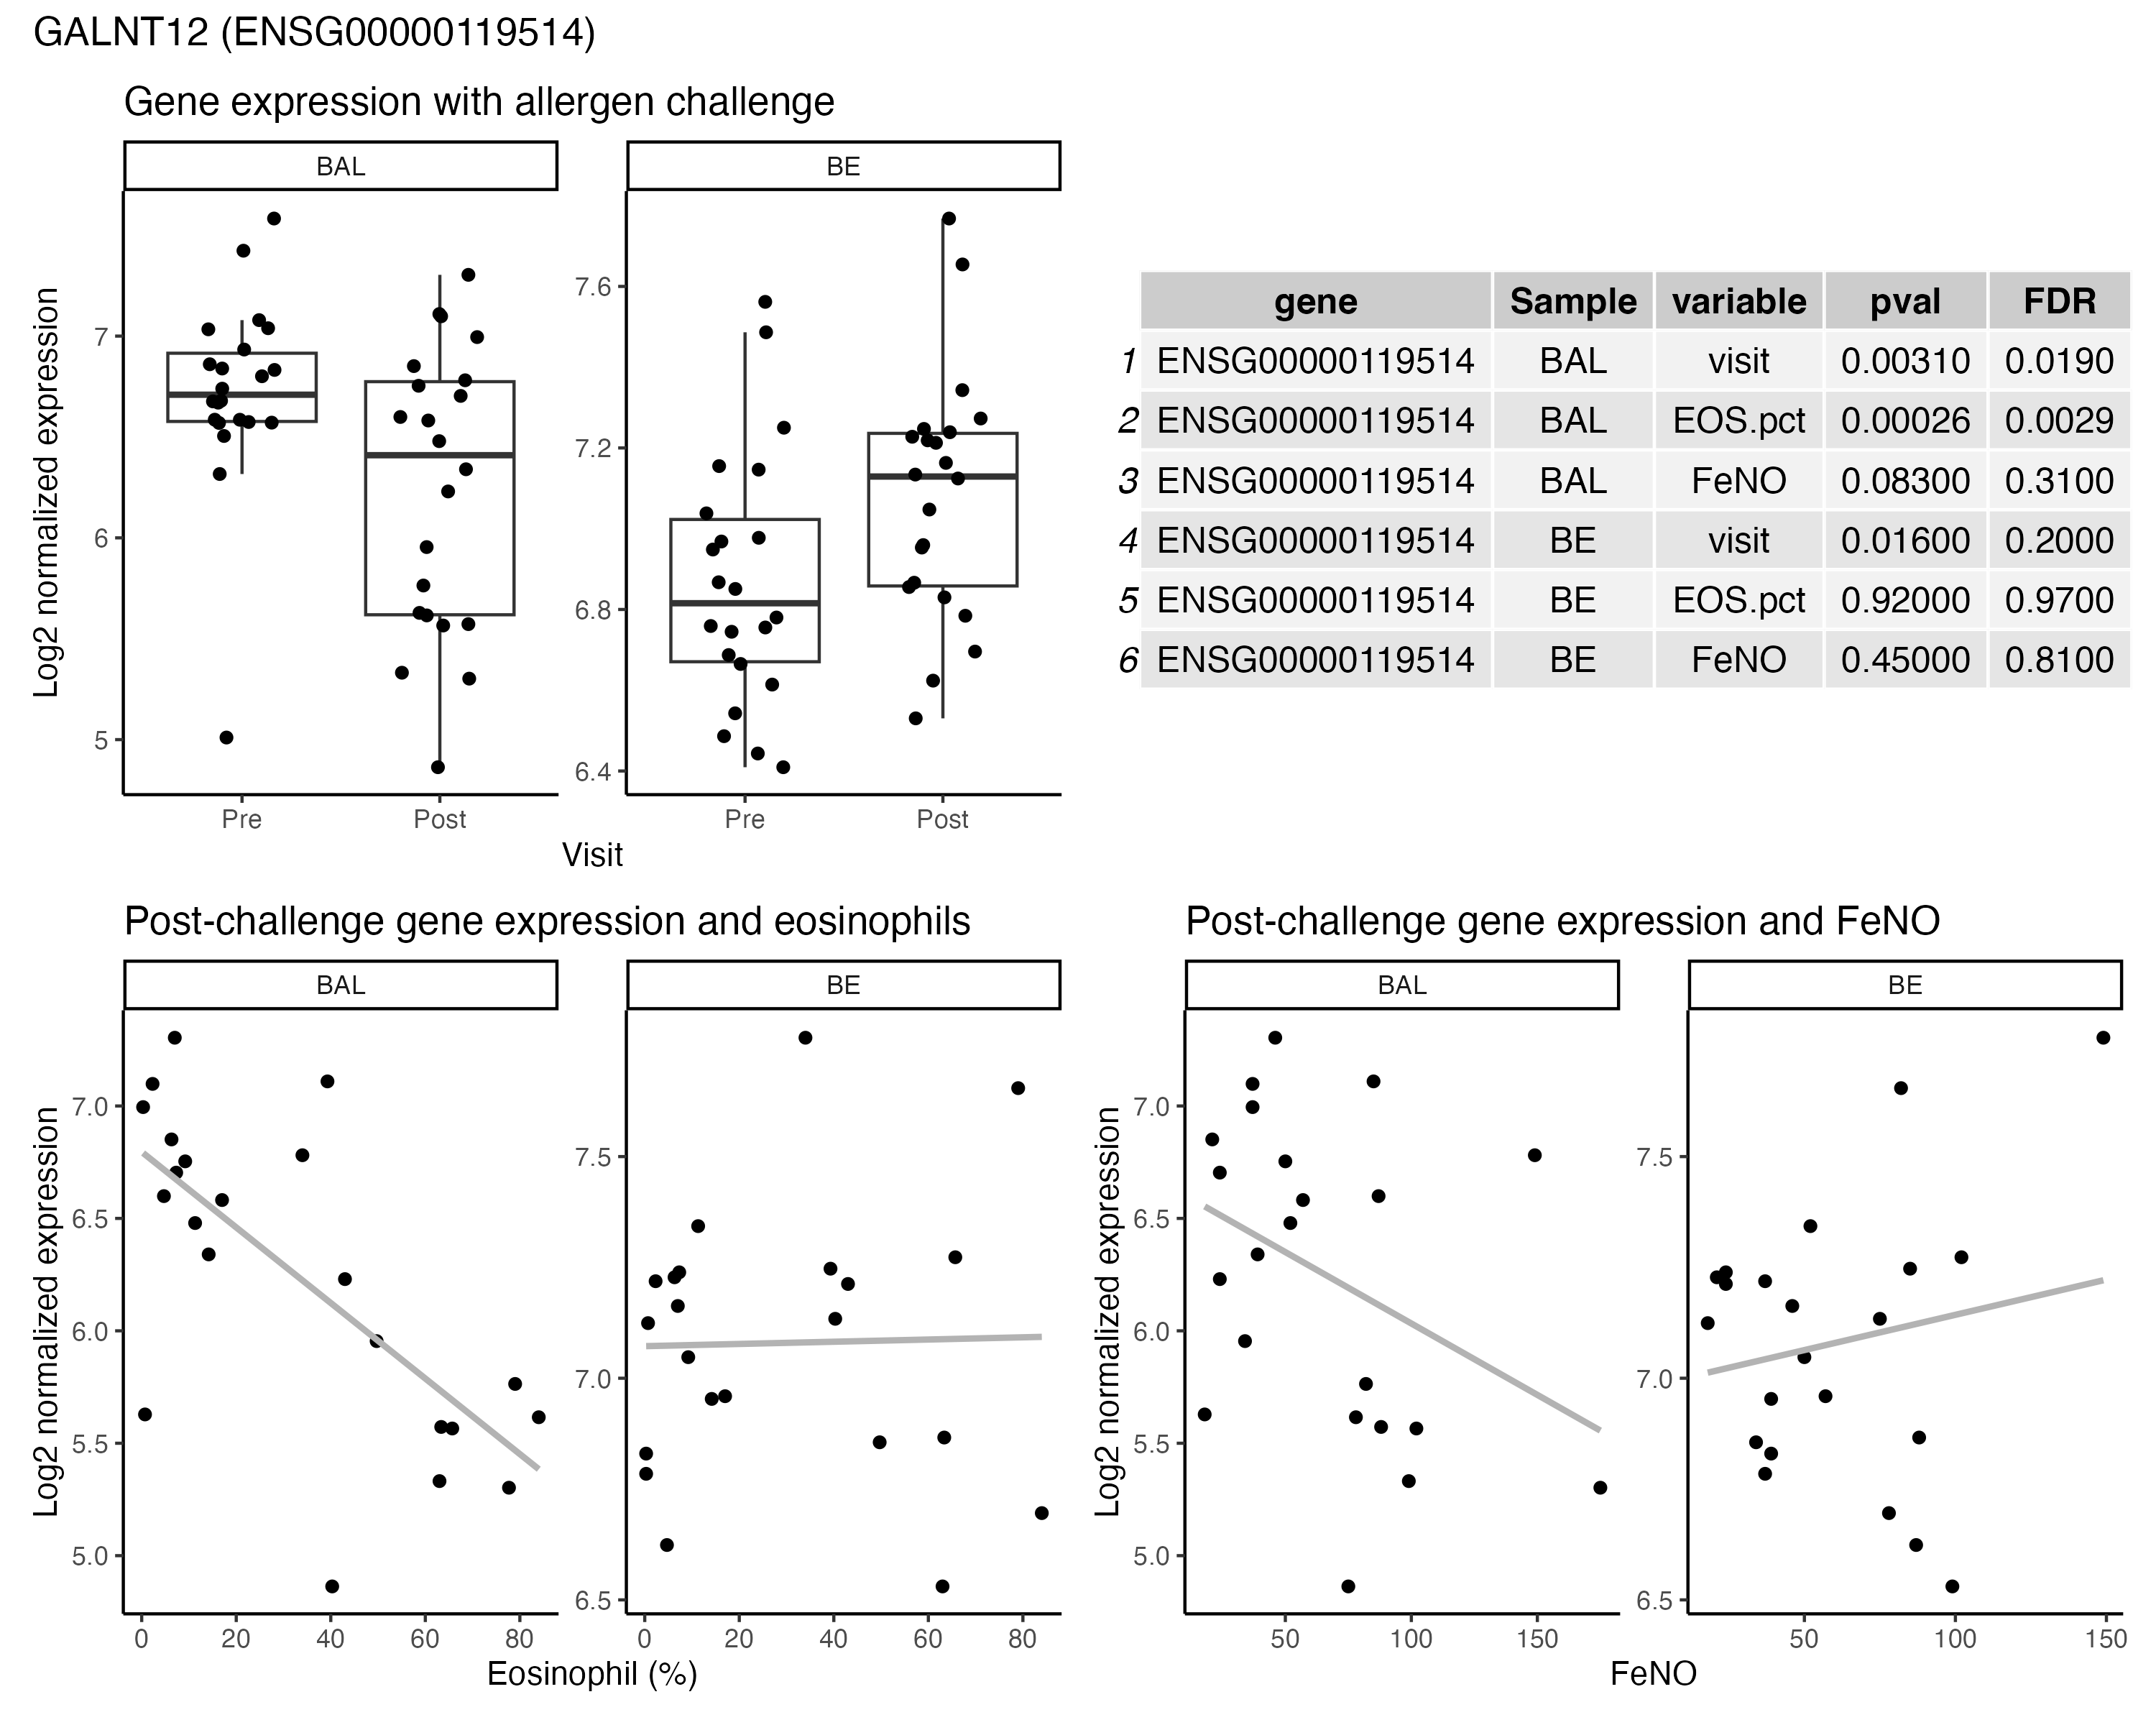 GALNT12 (ENSG00000119514)
Gene expression with allergen challenge
BAL
BE
Log2 normalized expression
7
6
5
7.6
7.2
6.8
6.4
Pre
Post
Pre
Post
Visit
gene Sample variable pval FDR
1 ENSG00000119514 BAL visit 0.00310 0.0190
2 ENSG00000119514 BAL EOS.pct 0.00026 0.0029
3 ENSG00000119514 BAL FeNO 0.08300 0.3100
4 ENSG00000119514 BE visit 0.01600 0.2000
5 ENSG00000119514 BE EOS.pct 0.92000 0.9700
6 ENSG00000119514 BE FeNO 0.45000 0.8100
Post-challenge gene expression and eosinophils
BAL
BE
Log2 normalized expression
7.0
6.5
6.0
5.5
5.0
7.5
7.0
6.5
0 20 40 60 80
0 20 40 60 80
Eosinophil (%)
Post-challenge gene expression and FeNO
BAL
BE
Log2 normalized expression
7.0
6.5
6.0
5.5
5.0
7.5
7.0
6.5
50 100 150
50 100 150
FeNO